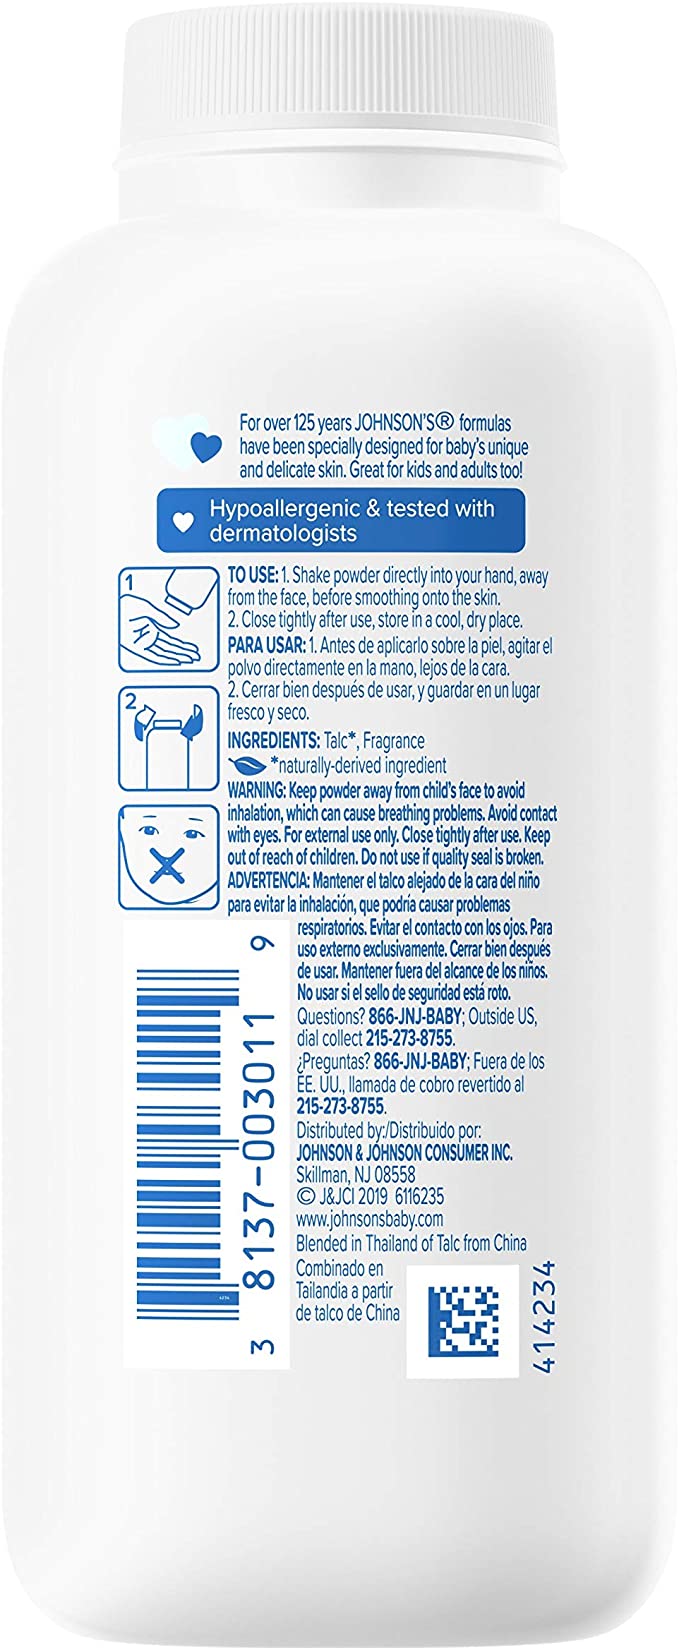 For over 125 years JOHNSON'S® formulas
have been specially designed for baby's unique
and delicate skin. Great for kids and adults too!
Hypoallergenic & tested with
dermatologists
1
TO USE: 1. Shake powder directly into your hand, away
from the face, before smoothing onto the skin.
2. Close tightly after use, store in a cool, dry place.
PARA USAR: 1. Antes de aplicarlo sobre la piel, agitar el
polvo directamente en la mano, lejos de la cara.
2
2. Cerrar bien después de usar, y guardar en un lugar
fresco y seco.
INGREDIENTS: Talc*, Fragrance
*naturally-derived ingredient
WARNING: Keep powder away from child's face to avoid
inhalation, which can cause breathing problems. Avoid contact
with eyes. For external use only. Close tightly after use. Keep
out of reach of children. Do not use if quality seal is broken.
ADVERTENCIA: Mantener el talco alejado de la cara del niño
para evitar la inhalación, que podría causar problemas
respiratorios. Evitar el contacto con los ojos. Para
uso externo exclusivamente. Cerrar bien después
de usar. Mantener fuera del alcance de los niños.
No usar si el sello de seguridad está roto.
Questions? 866-JNJ-BABY; Outside US,
dial collect 215-273-8755.
¿Preguntas? 866-JNJ-BABY; Fuera de los
EE. UU., llamada de cobro revertido al
215-273-8755.
Distributed by:/Distribuido por:
JOHNSON & JOHNSON CONSUMER INC.
Skillman, NJ 08558
© J&JCI 2019 6116235
www.johnsonsbaby.com
Blended in Thailand of Talc from China
Combinado en
Tailandia a partir
de talco de China
3 8137-003011 9
4234
414234